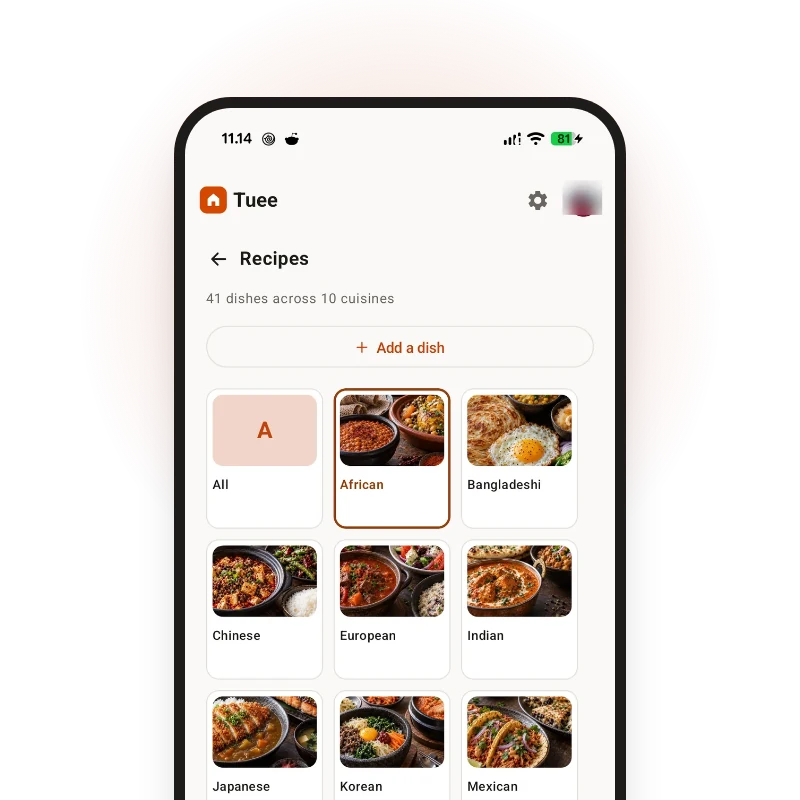 11.14
81
Tuee
Recipes
41 dishes across 10 cuisines
+ Add a dish
A
All
African
Bangladeshi
Chinese
European
Indian
Japanese
Korean
Mexican